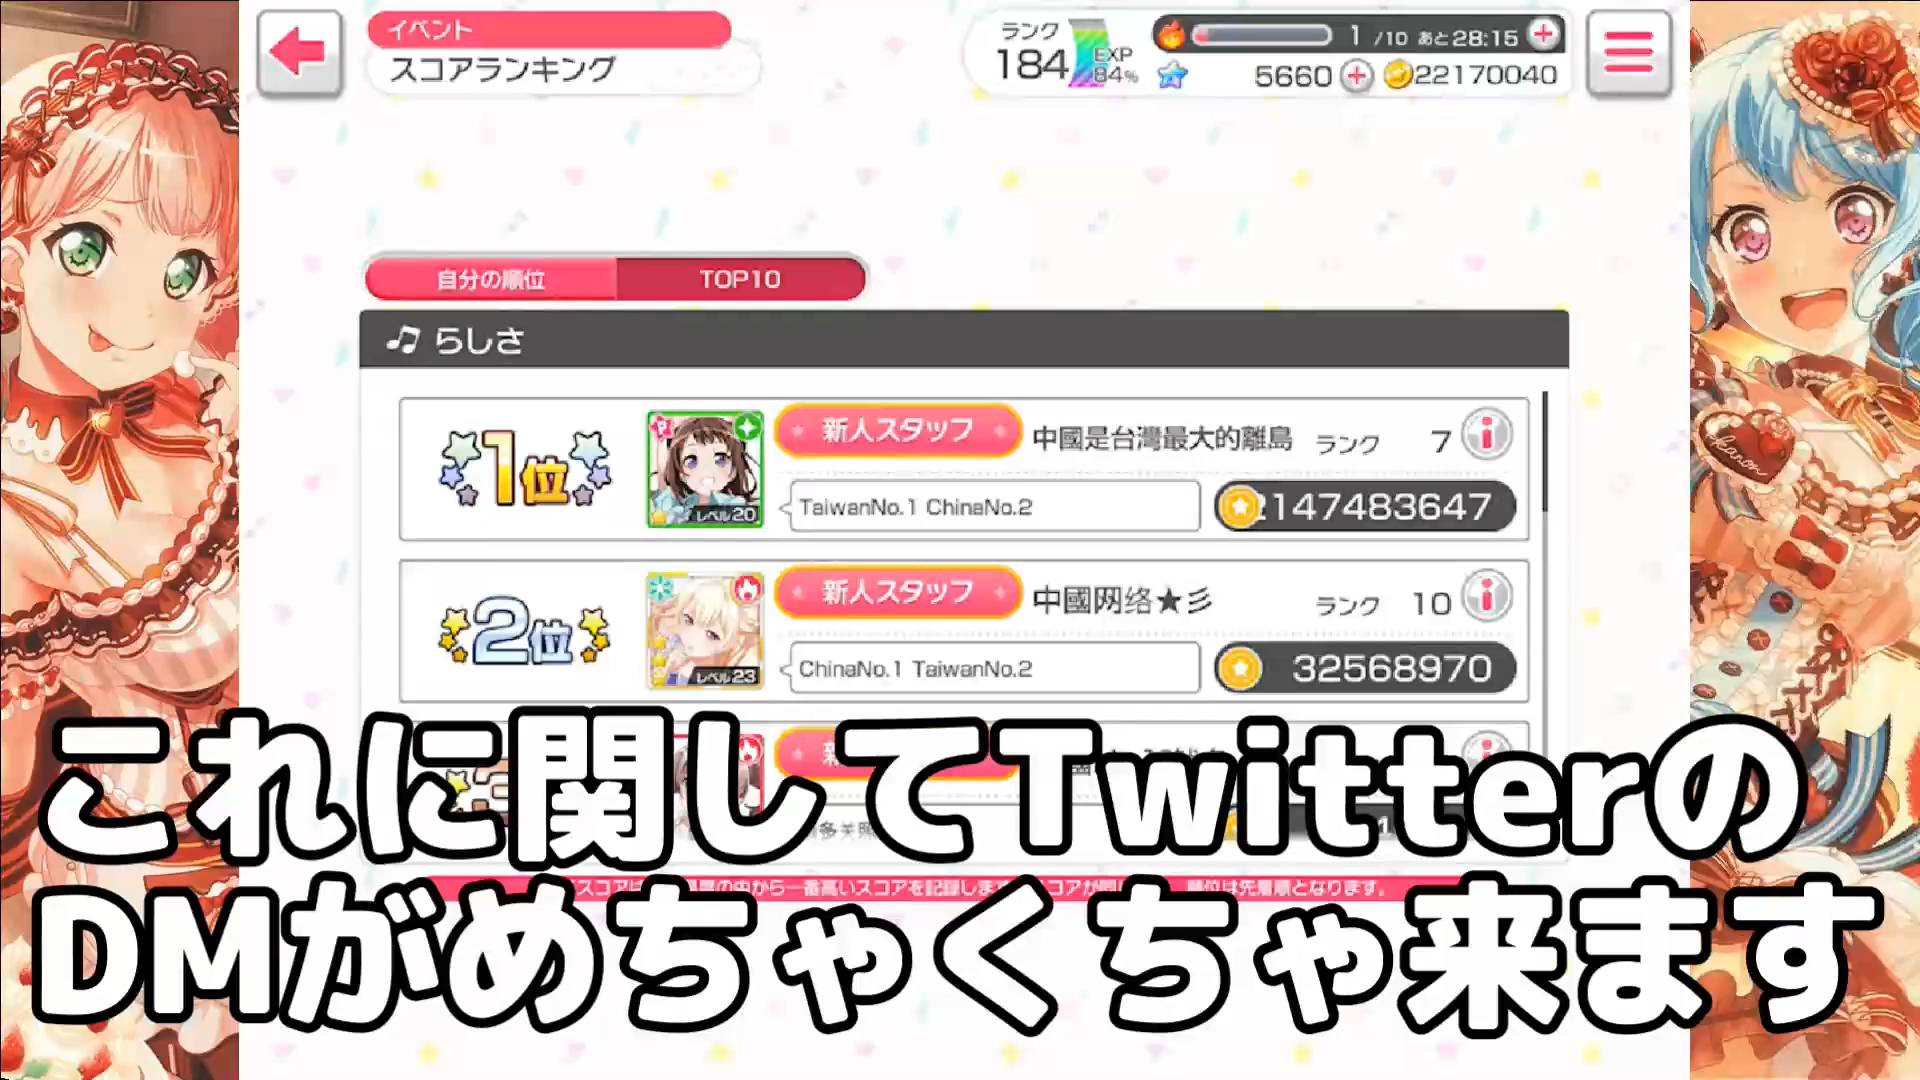 イベント
スコアランキング
ランク
184
EXP
84%
1 /10 あと28:15
5660
22170040
自分の順位
TOP10
らしさ
1位
レベル20
新人スタッフ
中國是台灣最大的離島
ランク 7
TaiwanNo.1 ChinaNo.2
2147483647
2位
レベル23
新人スタッフ
中國网络★彡
ランク 10
ChinaNo.1 TaiwanNo.2
32568970
これに関してTwitterの
DMがめちゃくちゃ来ます
Kanon